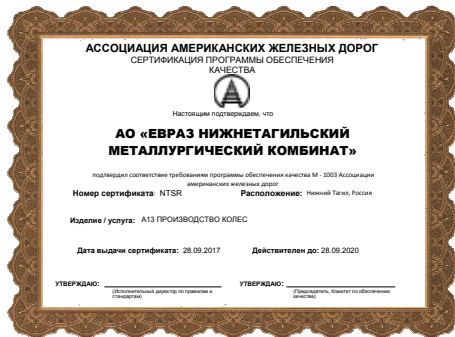 АССОЦИАЦИЯ АМЕРИКАНСКИХ ЖЕЛЕЗНЫХ ДОРОГ
СЕРТИФИКАЦИЯ ПРОГРАММЫ ОБЕСПЕЧЕНИЯ
КАЧЕСТВА
Настоящим подтверждаем, что
АО «ЕВРАЗ НИЖНЕТАГИЛЬСКИЙ
МЕТАЛЛУРГИЧЕСКИЙ КОМБИНАТ»
подтвердил соответствие требованиям программы обеспечения качества М - 1003 Ассоциации
американских железных дорог
Номер сертификата: NTSR Расположение: Нижний Тагил, Россия
Изделие / услуга: А13 ПРОИЗВОДСТВО КОЛЕС
Дата выдачи сертификата: 28.09.2017 Действителен до: 28.09.2020
УТВЕРЖДАЮ: УТВЕРЖДАЮ:
(Исполнительный директор по правилам и стандартам)
(Председатель, Комитет по обеспечению качества)